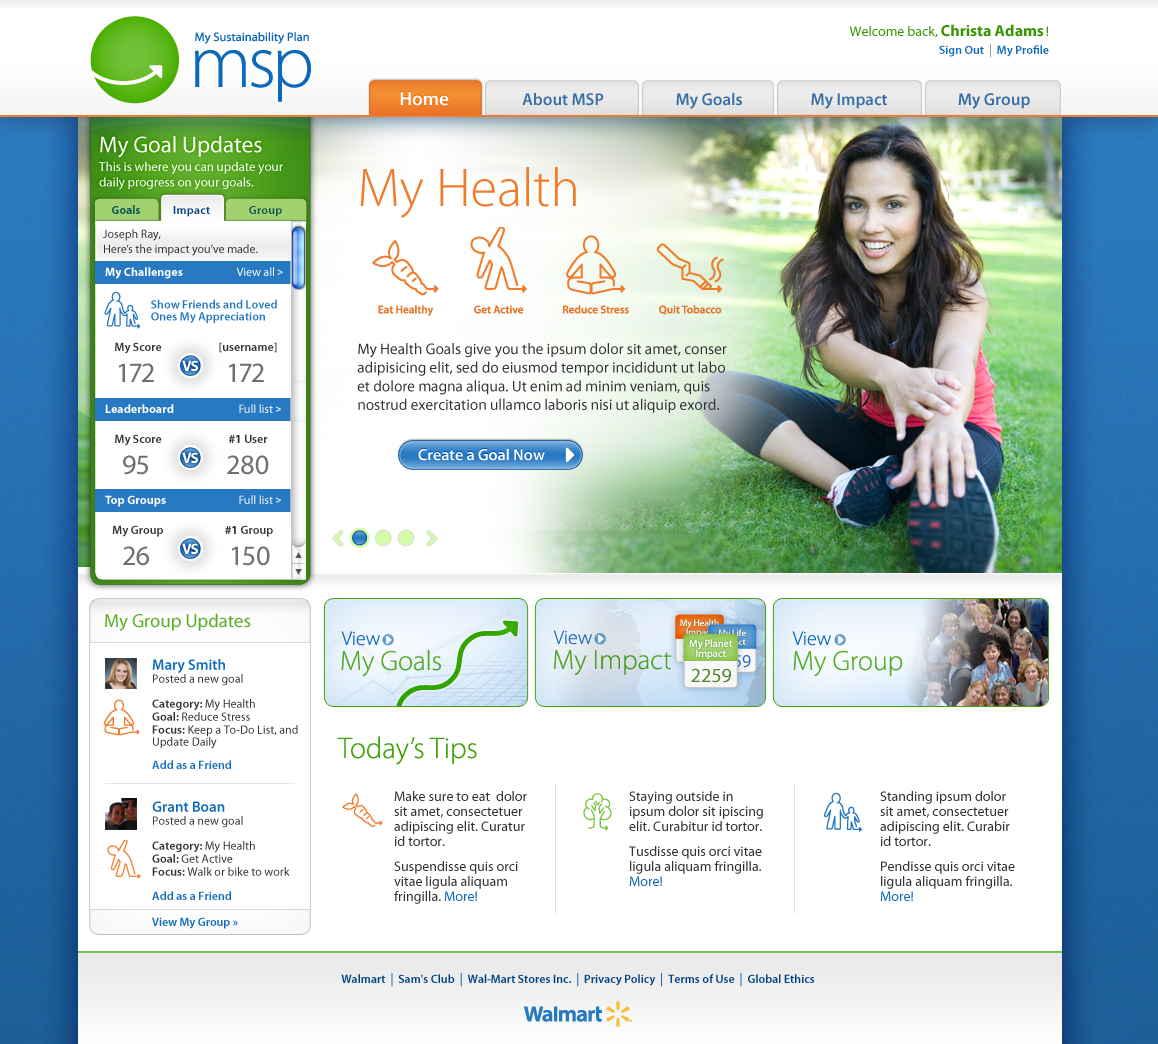 My Sustainability Plan
msp
Welcome back, Christa Adams!
Sign Out | My Profile
Home
About MSP
My Goals
My Impact
My Group
My Goal Updates
This is where you can update your
daily progress on your goals.
Goals
Impact
Group
Joseph Ray,
Here's the impact you've made.
My Challenges
View all >
Show Friends and Loved
Ones My Appreciation
My Score
[username]
172
VS
172
Leaderboard
Full list >
My Score
#1 User
95
VS
280
Top Groups
Full list >
My Group
#1 Group
26
VS
150
My Health
Eat Healthy
Get Active
Reduce Stress
Quit Tobacco
My Health Goals give you the ipsum dolor sit amet, conser
adipisicing elit, sed do eiusmod tempor incididunt ut labo
et dolore magna aliqua. Ut enim ad minim veniam, quis
nostrud exercitation ullamco laboris nisi ut aliquip exord.
Create a Goal Now
My Group Updates
Mary Smith
Posted a new goal
Category: My Health
Goal: Reduce Stress
Focus: Keep a To-Do List, and
Update Daily
Add as a Friend
Grant Boan
Posted a new goal
Category: My Health
Goal: Get Active
Focus: Walk or bike to work
Add as a Friend
View My Group »
View
My Goals
View
My Impact
My Health
My Life
My Planet
Impact
2259
59
View
My Group
Today's Tips
Make sure to eat dolor
sit amet, consectetuer
adipiscing elit. Curatur
id tortor.
Suspendisse quis orci
vitae ligula aliquam
fringilla. More!
Staying outside in
ipsum dolor sit ipiscing
elit. Curabitur id tortor.
Tusdisse quis orci vitae
ligula aliquam fringilla.
More!
Standing ipsum dolor
sit amet, consectetuer
adipiscing elit. Curabir
id tortor.
Pendisse quis orci vitae
ligula aliquam fringilla.
More!
Walmart | Sam's Club | Wal-Mart Stores Inc. | Privacy Policy | Terms of Use | Global Ethics
Walmart